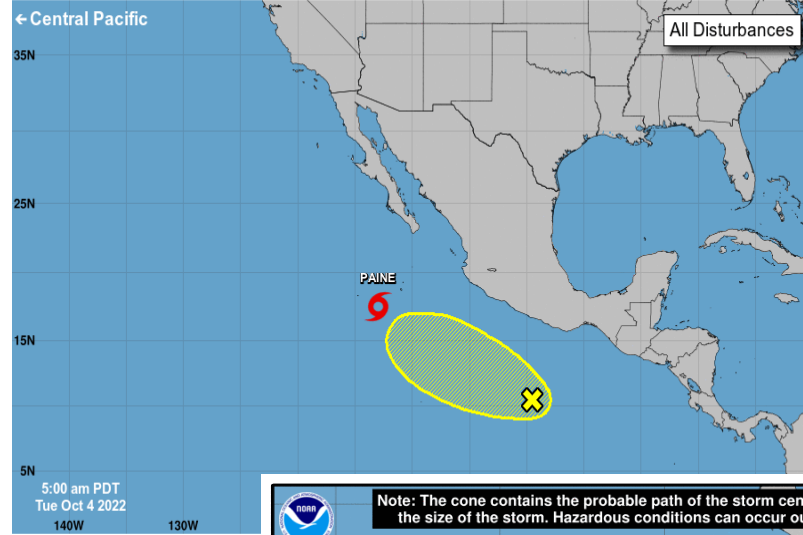 ←Central Pacific
All Disturbances
35N
25N
PAINE
15N
5N
5:00 am PDT
Tue Oct 4 2022
140W
130W
NOAA
Note: The cone contains the probable path of the storm cen
the size of the storm. Hazardous conditions can occur ou